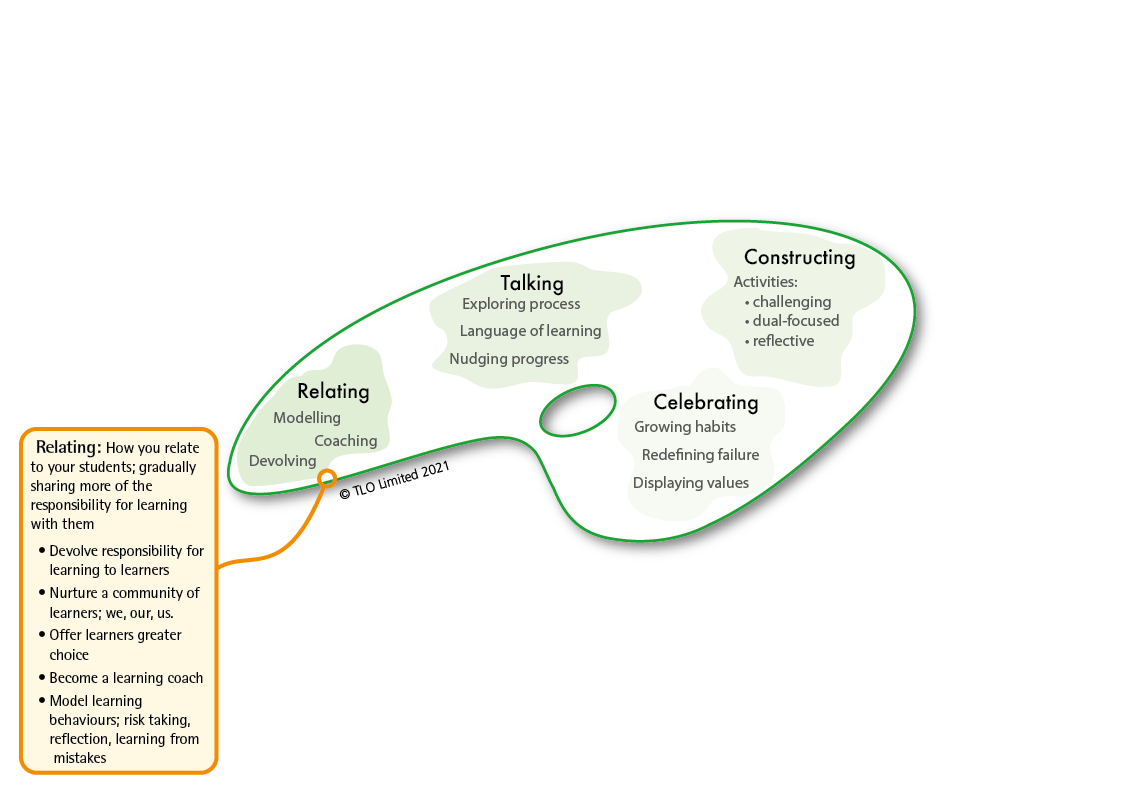 Constructing
Activities:
• challenging
• dual-focused
• reflective
Talking
Exploring process
Language of learning
Nudging progress
Relating
Modelling
Coaching
Devolving
Celebrating
Growing habits
Redefining failure
Displaying values
© TLO Limited 2021
Relating: How you relate
to your students; gradually
sharing more of the
responsibility for learning
with them
• Devolve responsibility for
learning to learners
• Nurture a community of
learners; we, our, us.
• Offer learners greater
choice
• Become a learning coach
• Model learning
behaviours; risk taking,
reflection, learning from
mistakes